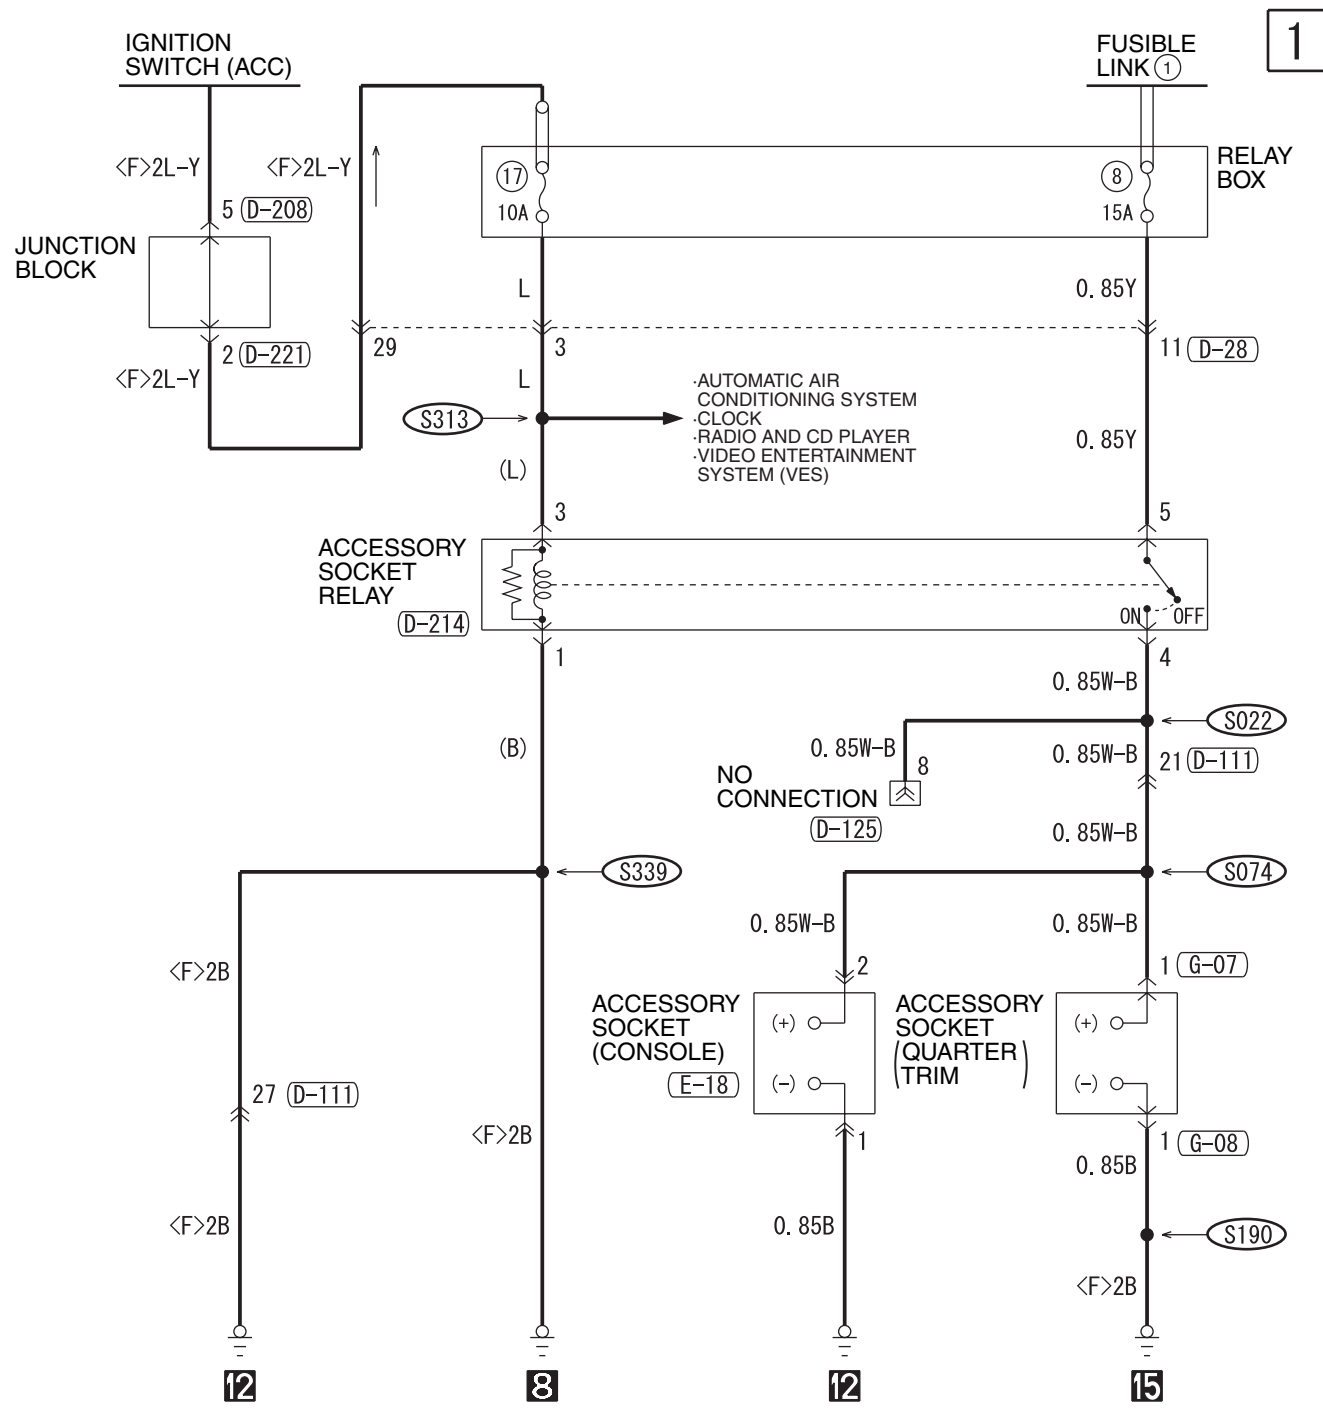 1
IGNITION
SWITCH (ACC)
FUSIBLE
LINK 1
<F>2L-Y
<F>2L-Y
RELAY
BOX
17
10A
8
15A
5 D-208
JUNCTION
BLOCK
L
0.85Y
2 D-221
29
3
11 D-28
<F>2L-Y
L
·AUTOMATIC AIR
CONDITIONING SYSTEM
·CLOCK
·RADIO AND CD PLAYER
·VIDEO ENTERTAINMENT
SYSTEM (VES)
S313
0.85Y
(L)
3
5
ACCESSORY
SOCKET
RELAY
D-214
ON
OFF
1
4
0.85W-B
S022
(B)
0.85W-B
8
0.85W-B
21 D-111
NO
CONNECTION
D-125
0.85W-B
S339
S074
0.85W-B
0.85W-B
<F>2B
2
1 G-07
ACCESSORY
SOCKET
(CONSOLE)
E-18
(+)
(-)
ACCESSORY
SOCKET
(QUARTER
TRIM)
(+)
(-)
27 D-111
<F>2B
1
1 G-08
0.85B
<F>2B
0.85B
S190
<F>2B
12
8
12
15